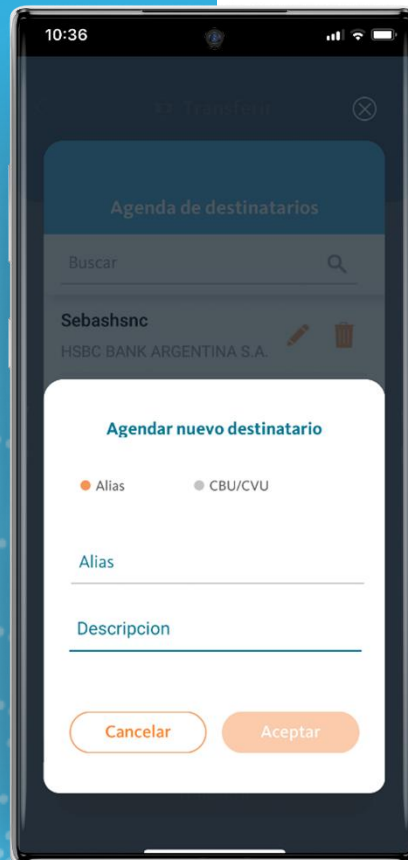 10:36
Transferir
Agenda de destinatarios
Buscar
Sebashsnc
HSBC BANK ARGENTINA S.A.
Agendar nuevo destinatario
Alias
CBU/CVU
Alias
Descripcion
Cancelar
Aceptar